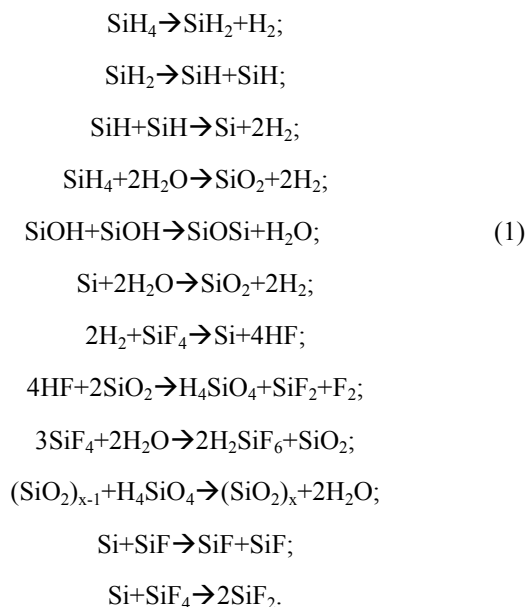 SiH₄→SiH₂+H₂;
SiH₂→SiH+SiH;
SiH+SiH→Si+2H₂;
SiH₄+2H₂O→SiO₂+2H₂;
SiOH+SiOH→SiOSi+H₂O; (1)
Si+2H₂O→SiO₂+2H₂;
2H₂+SiF₄→Si+4HF;
4HF+2SiO₂→H₄SiO₄+SiF₂+F₂;
3SiF₄+2H₂O→2H₂SiF₆+SiO₂;
(SiO₂)ₓ₋₁+H₄SiO₄→(SiO₂)ₓ+2H₂O;
Si+SiF→SiF+SiF;
Si+SiF₄→2SiF₂.